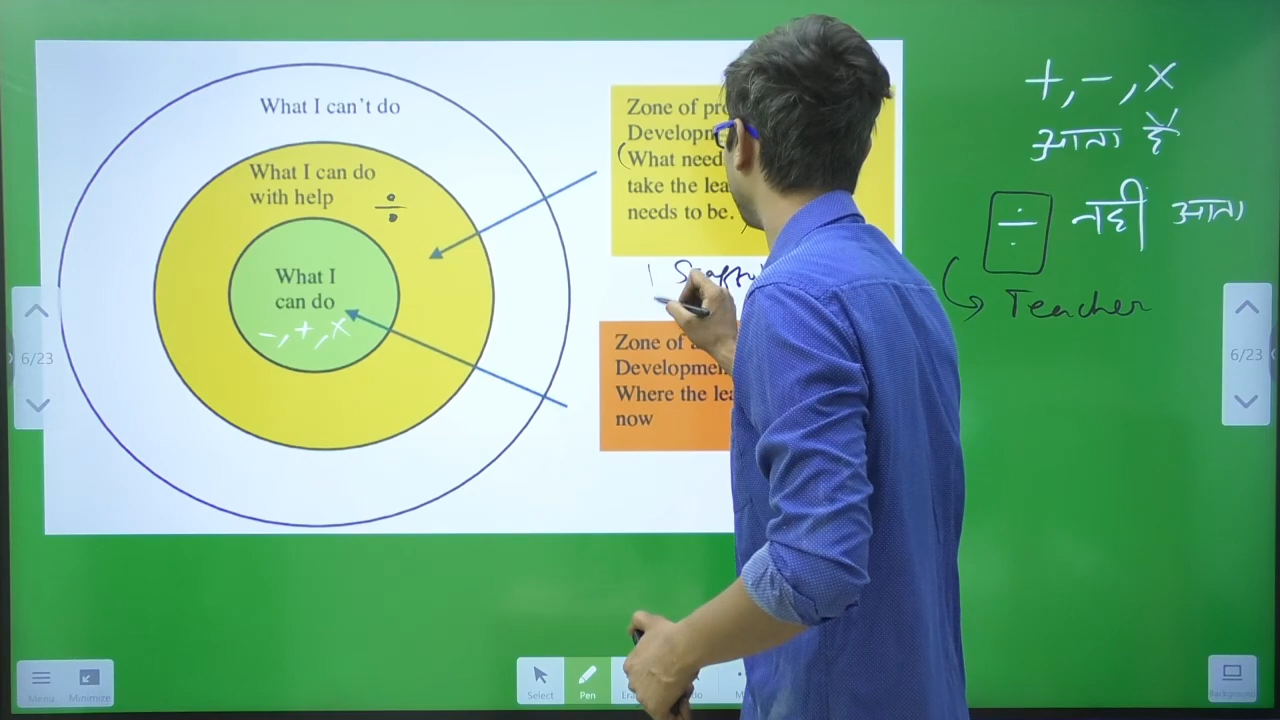 What I can't do
What I can do
with help
÷
What I
can do
-, +, x
Zone of
Developm
(What need
take the lea
needs to be.
Zone of
Developmen
Where the lea
now
+, -, x
आता है
÷ नहीं आता
Teacher
6/23
6/23
Menu
Minimize
Select
Pen
Background